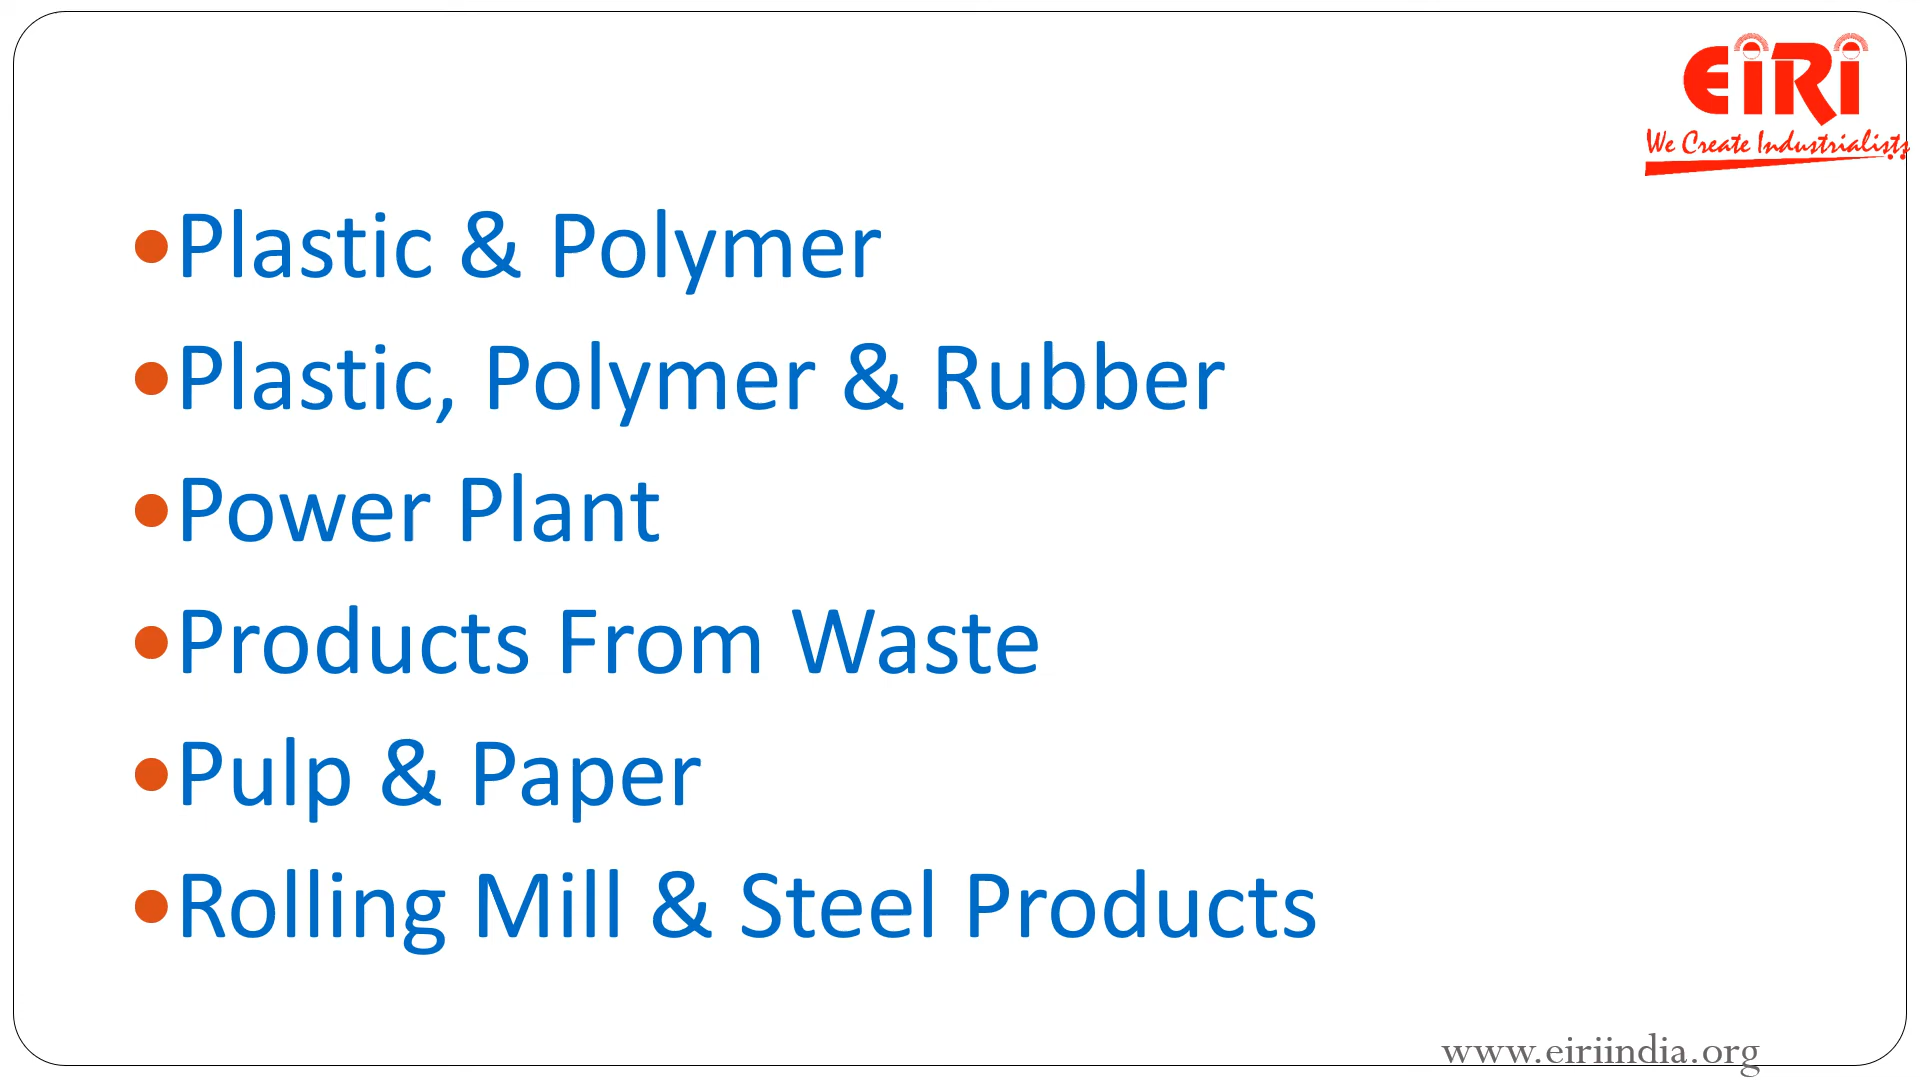 EiRi
We Create Industrialists
•Plastic & Polymer
•Plastic, Polymer & Rubber
•Power Plant
•Products From Waste
•Pulp & Paper
•Rolling Mill & Steel Products
www.eiriindia.org